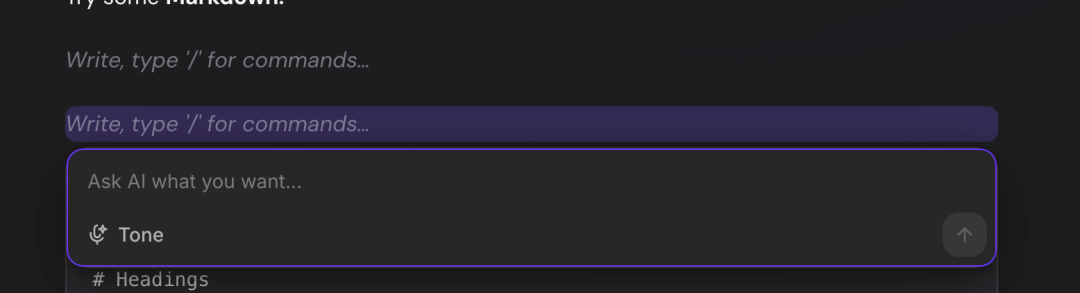 Try some Markdown!
Write, type '/' for commands...
Write, type '/' for commands...
Ask AI what you want...
Tone
# Headings